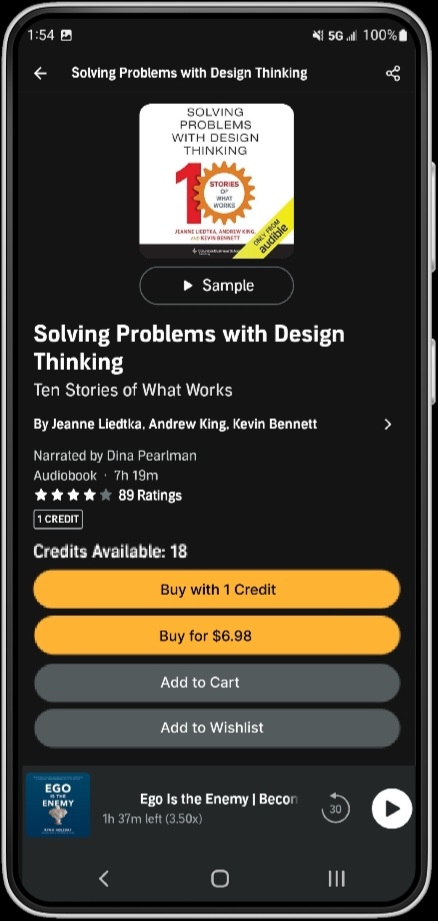 1:54
5G 100%
Solving Problems with Design Thinking
SOLVING
PROBLEMS
WITH DESIGN
THINKING
10
STORIES
OF
WHAT
WORKS
JEANNE LIEDTKA, ANDREW KING,
AND KEVIN BENNETT
ONLY FROM
audible
Sample
Solving Problems with Design
Thinking
Ten Stories of What Works
By Jeanne Liedtka, Andrew King, Kevin Bennett
Narrated by Dina Pearlman
Audiobook · 7h 19m
89 Ratings
1 CREDIT
Credits Available: 18
Buy with 1 Credit
Buy for $6.98
Add to Cart
Add to Wishlist
EGO
IS THE
ENEMY
RYAN HOLIDAY
Ego Is the Enemy | Becon
1h 37m left (3.50x)
30